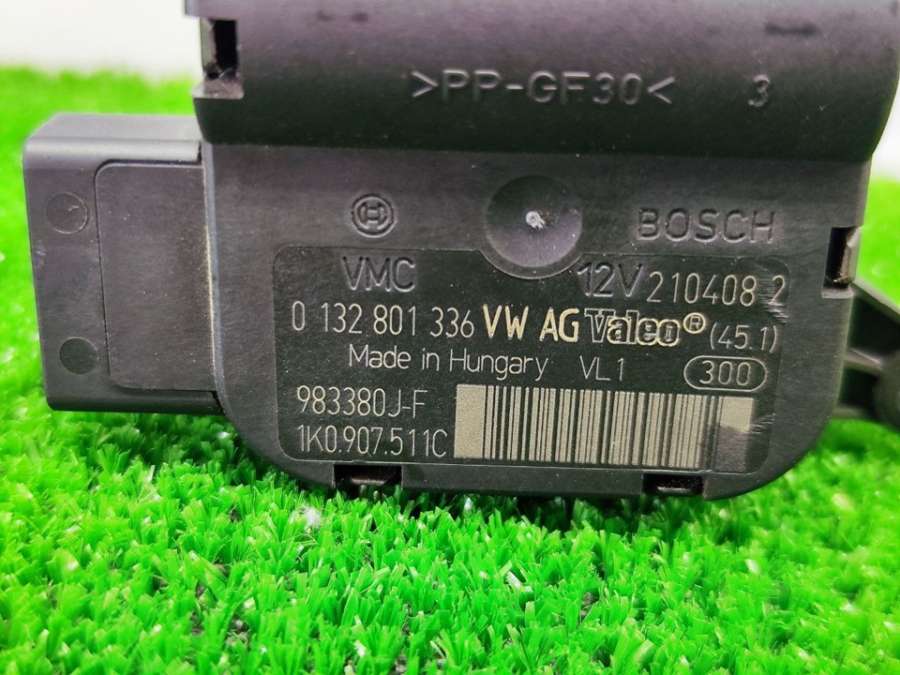 >PP-GF30< 3
BOSCH
VMC 12V 210408 2
0 132 801 336 VW AG Valeo® (45.1)
Made in Hungary VL1 300
983380J-F
1K0.907.511C